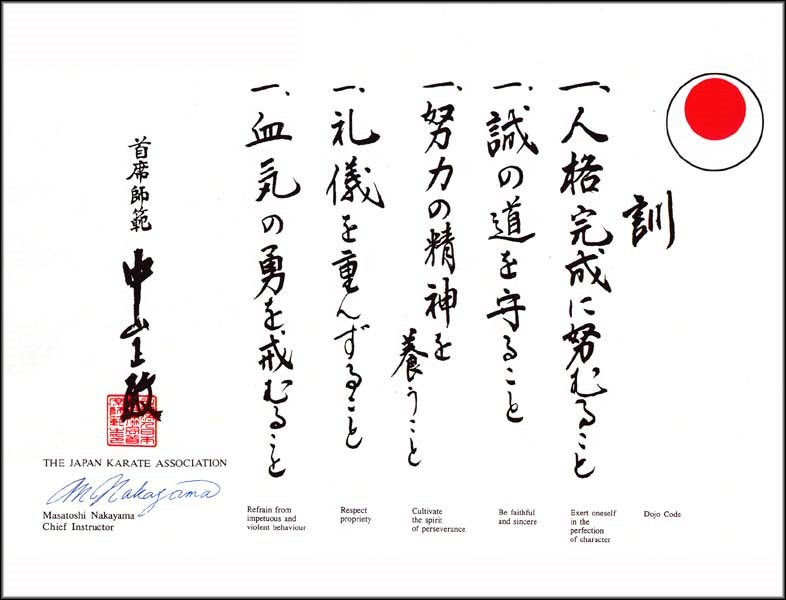 訓
一、人格完成に努むること
一、誠の道を守ること
一、努力の精神を養うこと
一、礼儀を重んずること
一、血気の勇を戒むること
首席師範 中山正敏
THE JAPAN KARATE ASSOCIATION
M Nakayama
Masatoshi Nakayama
Chief Instructor
Refrain from
impetuous and
violent behaviour
Respect
propriety
Cultivate
the spirit
of perseverance
Be faithful
and sincere
Exert oneself
in the
perfection
of character
Dojo Code